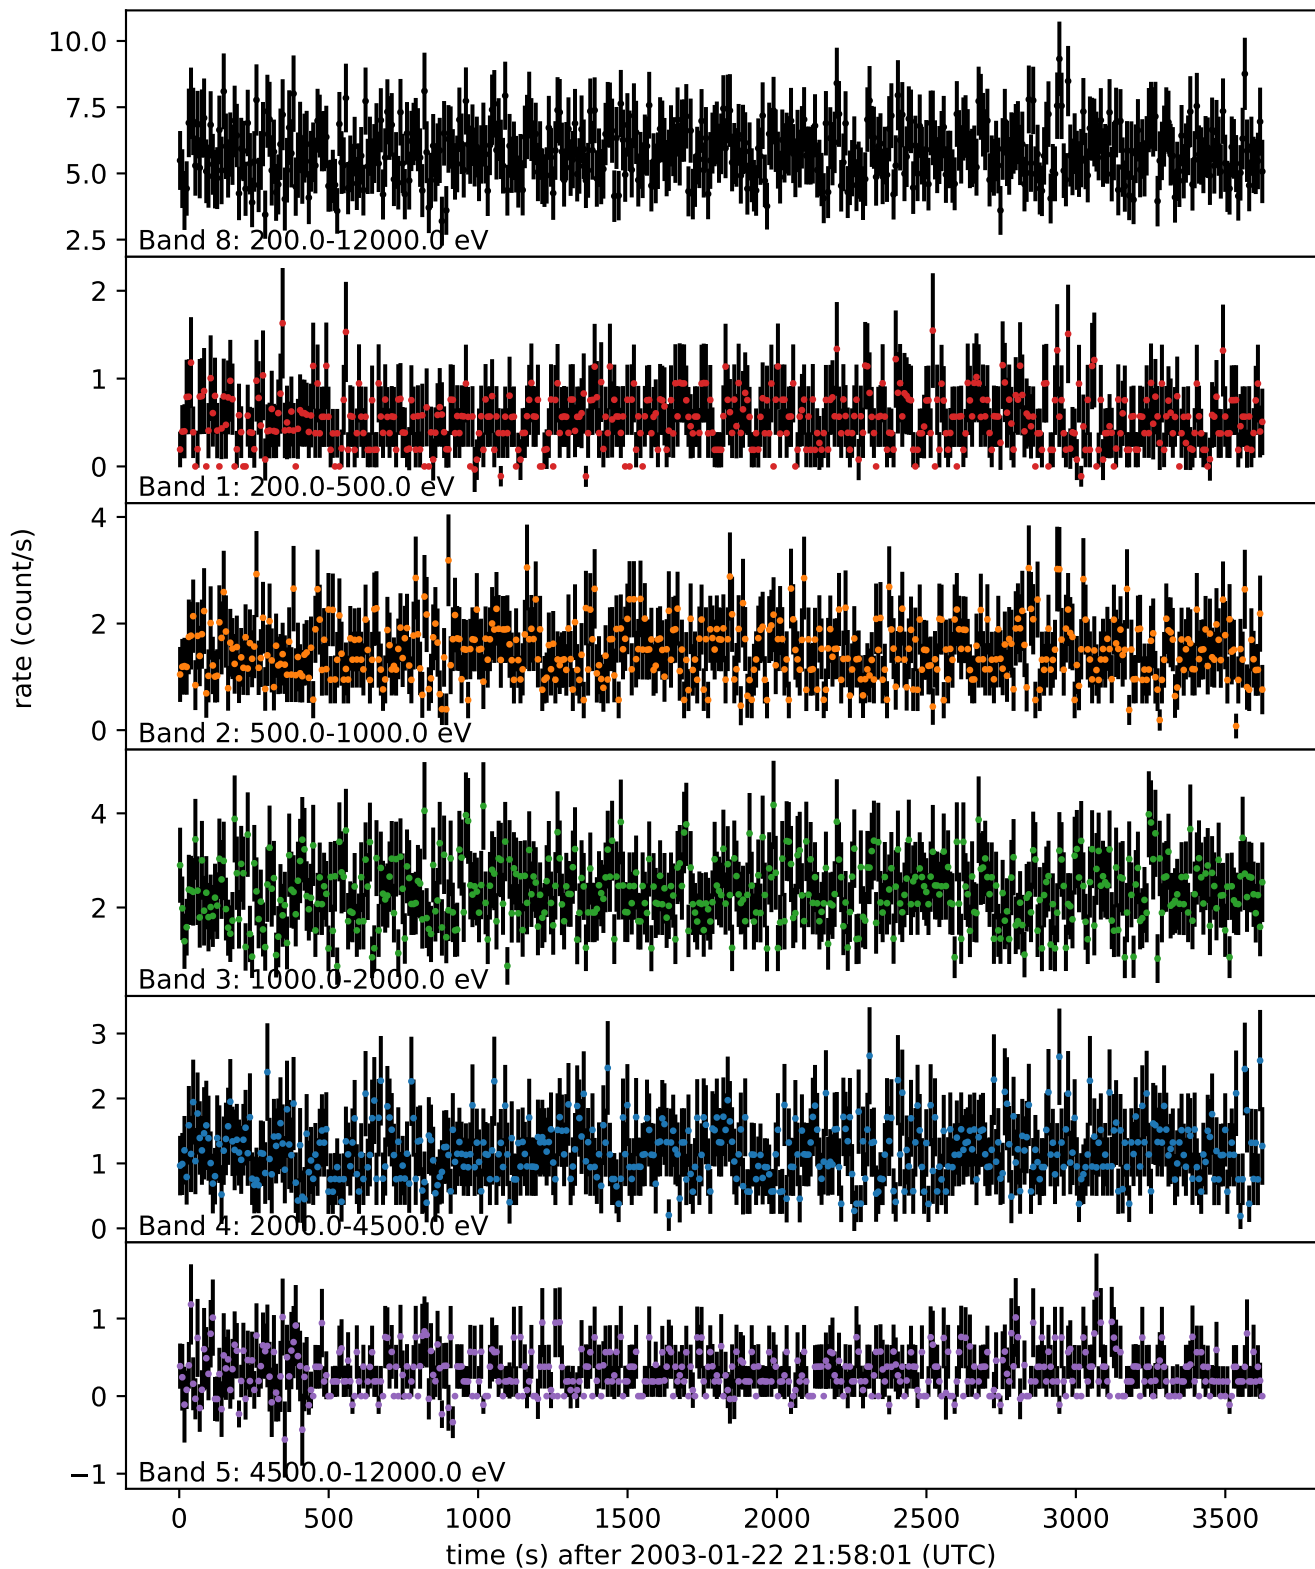 10.0
7.5
5.0
2.5
Band 8: 200.0-12000.0 eV
2
1
0
Band 1: 200.0-500.0 eV
rate (count/s)
4
2
0
Band 2: 500.0-1000.0 eV
4
2
Band 3: 1000.0-2000.0 eV
3
2
1
0
Band 4: 2000.0-4500.0 eV
1
0
−1
Band 5: 4500.0-12000.0 eV
0 500 1000 1500 2000 2500 3000 3500
time (s) after 2003-01-22 21:58:01 (UTC)